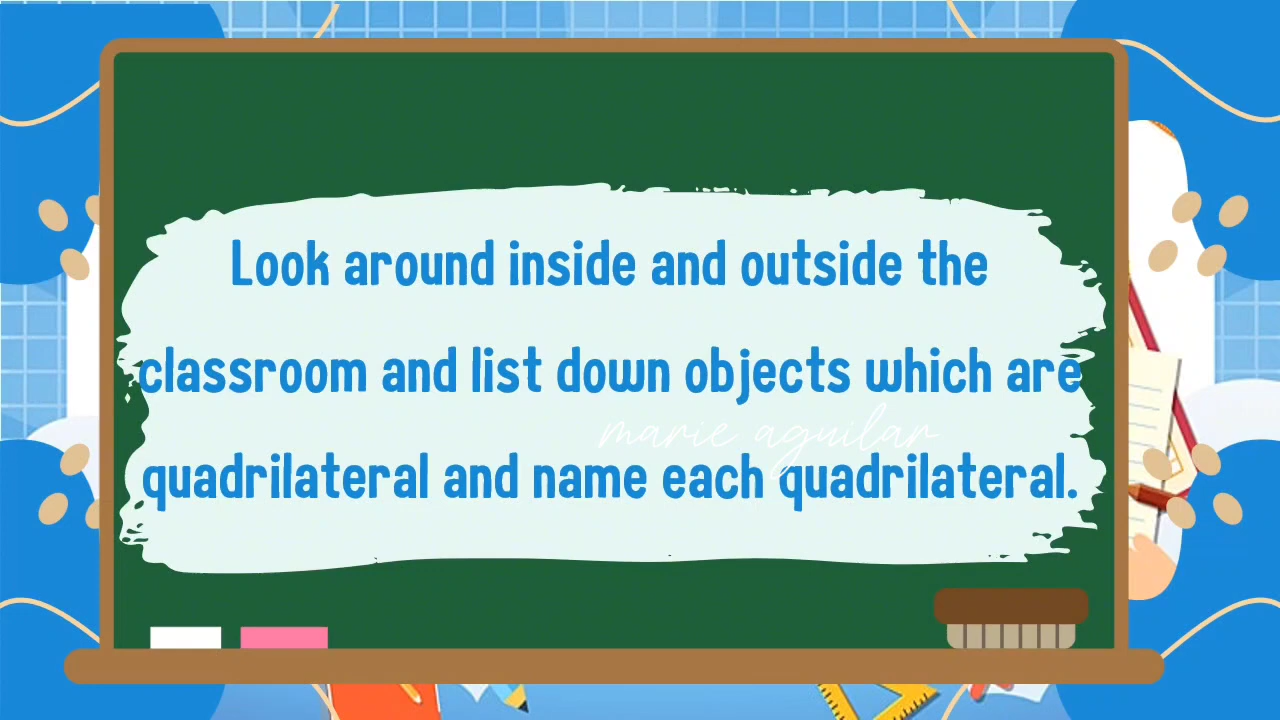 Look around inside and outside the
classroom and list down objects which are
marie aguilar
quadrilateral and name each quadrilateral.